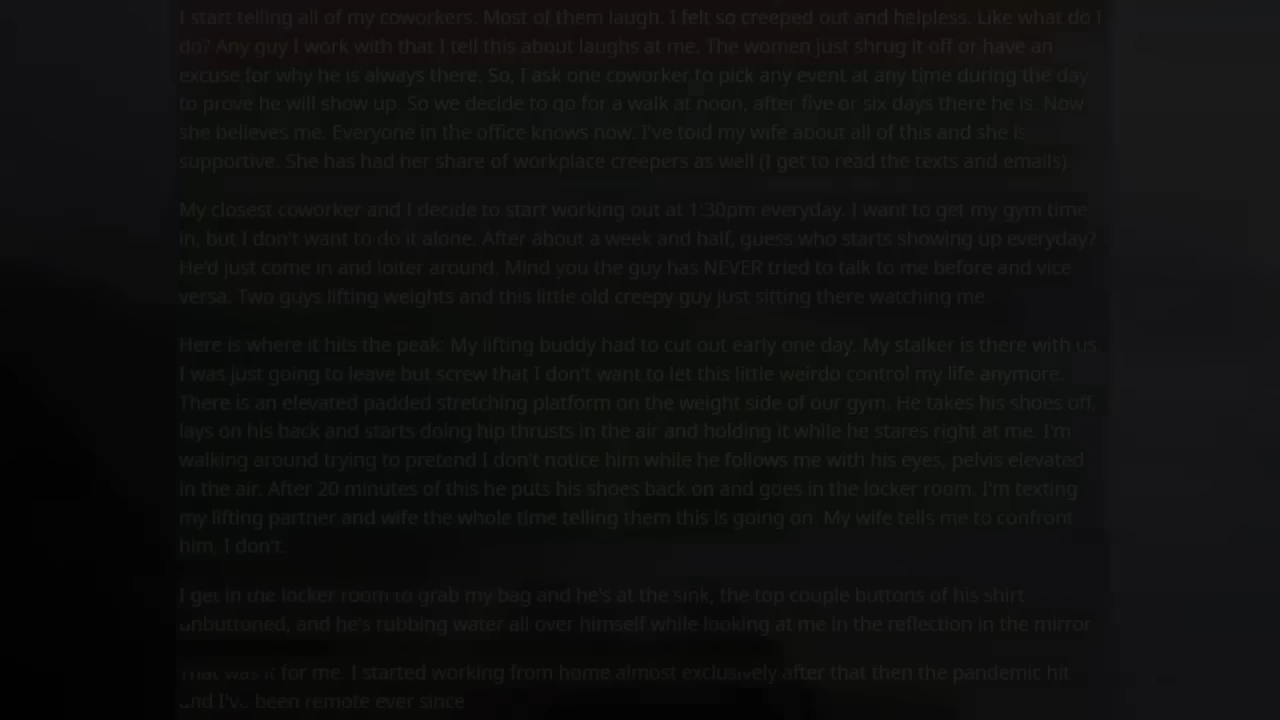 I start telling all of my coworkers. Most of them laugh. I felt so creeped out and helpless. Like what do I
do? Any guy I work with that I tell this about laughs at me. The women just shrug it off or have an
excuse for why he is always there. So, I ask one coworker to pick any event at any time during the day
to prove he will show up. So we decide to go for a walk at noon, after five or six days there he is. Now
she believes me. Everyone in the office knows now. I've told my wife about all of this and she is
supportive. She has had her share of workplace creepers as well (I get to read the texts and emails).
My closest coworker and I decide to start working out at 1:30pm everyday. I want to get my gym time
in, but I don't want to do it alone. After about a week and half, guess who starts showing up everyday?
He'd just come in and loiter around. Mind you the guy has NEVER tried to talk to me before and vice
versa. Two guys lifting weights and this little old creepy guy just sitting there watching me.
Here is where it hits the peak: My lifting buddy had to cut out early one day. My stalker is there with us.
I was just going to leave but screw that I don't want to let this little weirdo control my life anymore.
There is an elevated padded stretching platform on the weight side of our gym. He takes his shoes off,
lays on his back and starts doing hip thrusts in the air and holding it while he stares right at me. I'm
walking around trying to pretend I don't notice him while he follows me with his eyes, pelvis elevated
in the air. After 20 minutes of this he puts his shoes back on and goes in the locker room. I'm texting
my lifting partner and wife the whole time telling them this is going on. My wife tells me to confront
him, I don't.
I get in the locker room to grab my bag and he's at the sink, the top couple buttons of his shirt
unbuttoned, and he's rubbing water all over himself while looking at me in the reflection in the mirror
That was it for me. I started working from home almost exclusively after that then the pandemic hit
and I've been remote ever since